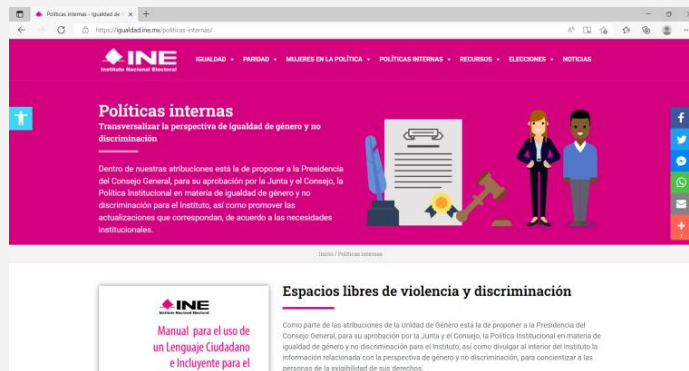 Políticas internas - Igualdad de G
https://igualdad.ine.mx/politicas-internas/
INE
Instituto Nacional Electoral
IGUALDAD PARIDAD MUJERES EN LA POLÍTICA POLÍTICAS INTERNAS RECURSOS ELECCIONES NOTICIAS
Políticas internas
Transversalizar la perspectiva de igualdad de género y no
discriminación
Dentro de nuestras atribuciones está la de proponer a la Presidencia
del Consejo General, para su aprobación por la Junta y el Consejo, la
Política Institucional en materia de igualdad de género y no
discriminación para el Instituto, así como promover las
actualizaciones que correspondan, de acuerdo a las necesidades
institucionales.
Inicio / Políticas internas
INE
Instituto Nacional Electoral
Manual para el uso de
un Lenguaje Ciudadano
e Incluyente para el
Espacios libres de violencia y discriminación
Como parte de las atribuciones de la Unidad de Género está la de proponer a la Presidencia del
Consejo General, para su aprobación por la Junta y el Consejo, la Política Institucional en materia de
igualdad de género y no discriminación para el Instituto, así como divulgar al interior del Instituto la
información relacionada con la perspectiva de género y no discriminación, para concientizar a las
personas de la exigibilidad de sus derechos.